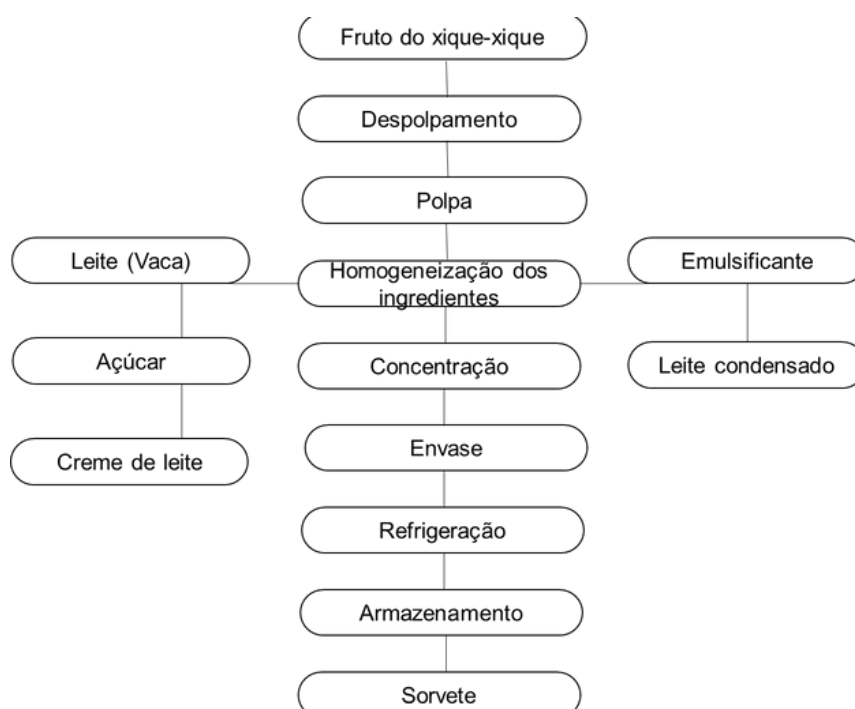 Fruto do xique-xique
Despolpamento
Polpa
Leite (Vaca)
Homogeneização dos
ingredientes
Emulsificante
Açúcar
Concentração
Leite condensado
Creme de leite
Envase
Refrigeração
Armazenamento
Sorvete